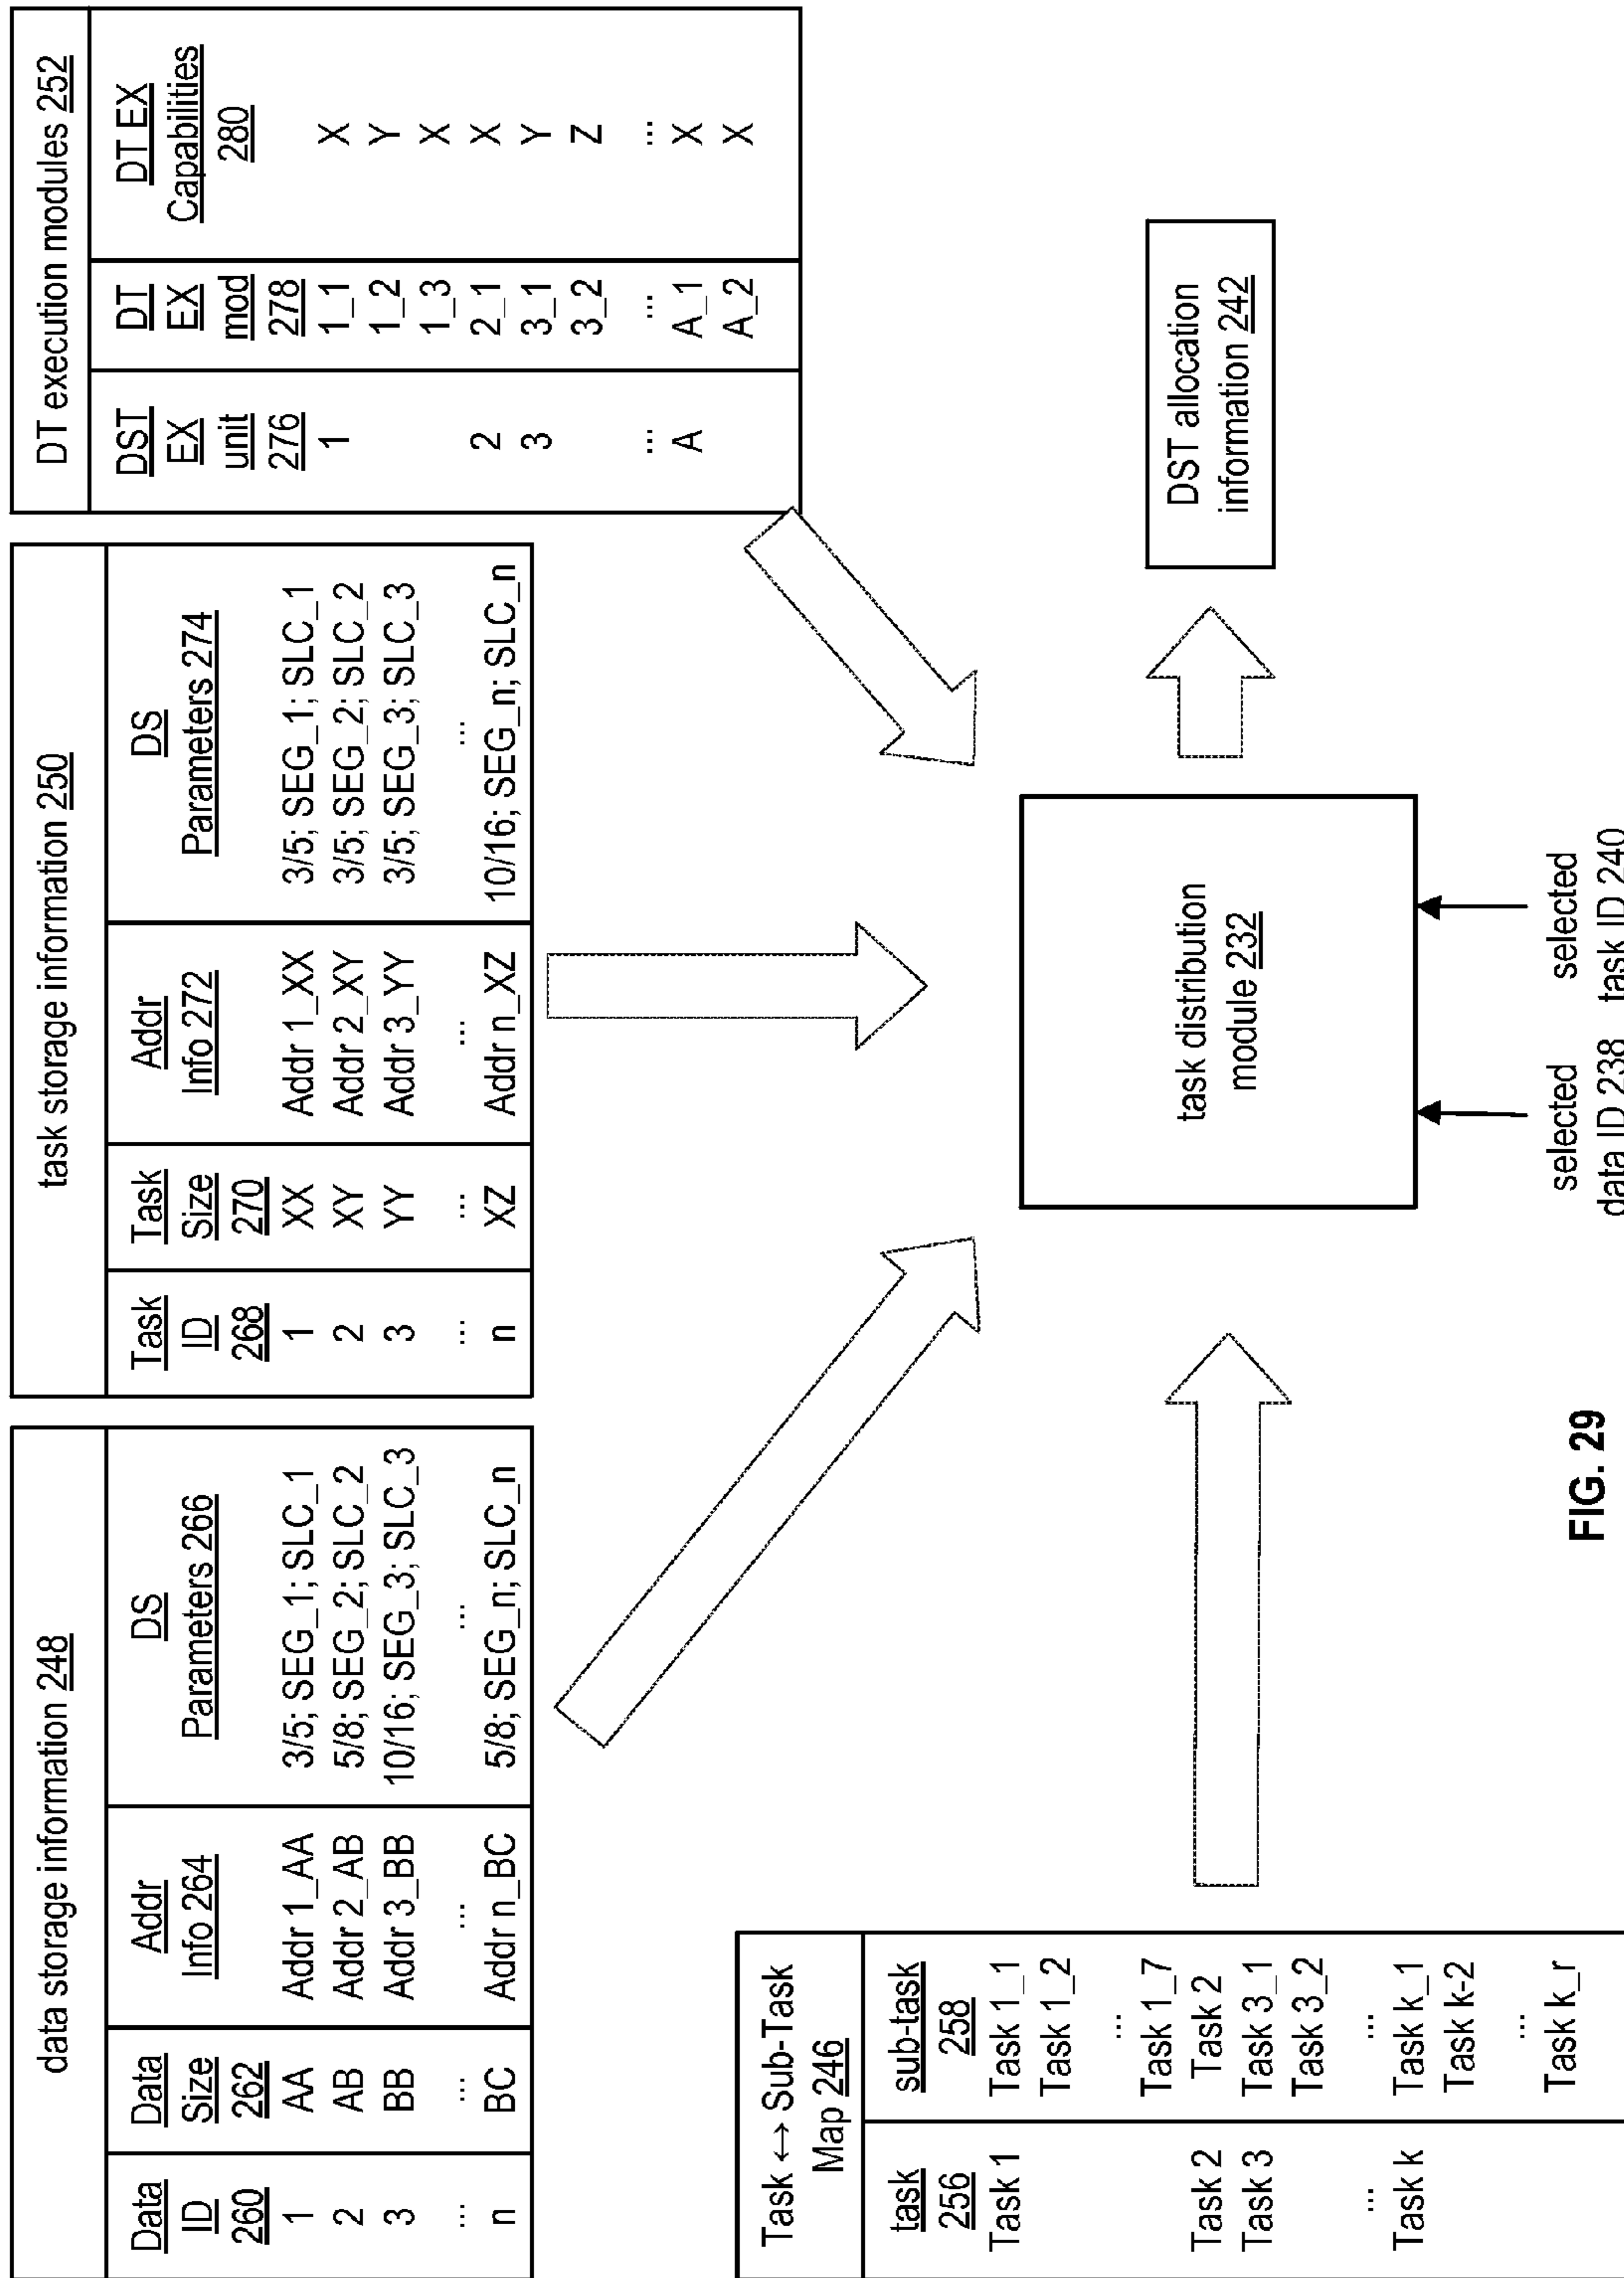 data storage information 248
Data ID 260 Data Size 262 Addr Info 264 DS Parameters 266
1 AA Addr 1_AA 3/5; SEG_1; SLC_1
2 AB Addr 2_AB 5/8; SEG_2; SLC_2
3 BB Addr 3_BB 10/16; SEG_3; SLC_3
... ... ... ...
n BC Addr n_BC 5/8; SEG_n; SLC_n
task storage information 250
Task ID 268 Task Size 270 Addr Info 272 DS Parameters 274
1 XX Addr 1_XX 3/5; SEG_1; SLC_1
2 XY Addr 2_XY 3/5; SEG_2; SLC_2
3 YY Addr 3_YY 3/5; SEG_3; SLC_3
... ... ... ...
n XZ Addr n_XZ 10/16; SEG_n; SLC_n
DT execution modules 252
DST EX unit 276 DT EX mod 278 DT EX Capabilities 280
1 1_1 X
1_2 Y
1_3 X
2 2_1 X
3 3_1 Y
3_2 Z
... ... ...
A A_1 X
A_2 X
Task ↔ Sub-Task
Map 246
task 256 sub-task 258
Task 1 Task 1_1
Task 1_2
...
Task 1_7
Task 2 Task 2
Task 3 Task 3_1
Task 3_2
... ...
Task k Task k_1
Task k-2
...
Task k_r
task distribution
module 232
DST allocation
information 242
selected
data ID 238
selected
task ID 240
FIG. 29